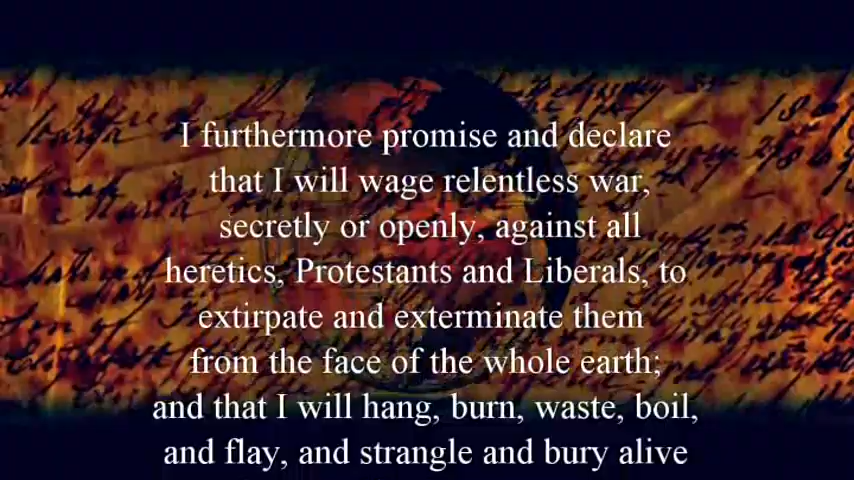 I furthermore promise and declare
that I will wage relentless war,
secretly or openly, against all
heretics, Protestants and Liberals, to
extirpate and exterminate them
from the face of the whole earth;
and that I will hang, burn, waste, boil,
and flay, and strangle and bury alive